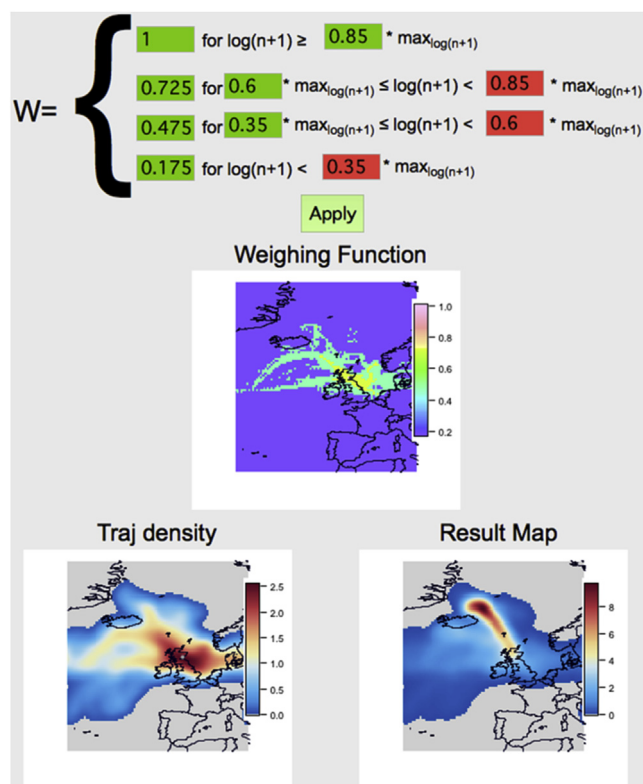 W=
1 for log(n+1) ≥ 0.85 * max_log(n+1)
0.725 for 0.6 * max_log(n+1) ≤ log(n+1) < 0.85 * max_log(n+1)
0.475 for 0.35 * max_log(n+1) ≤ log(n+1) < 0.6 * max_log(n+1)
0.175 for log(n+1) < 0.35 * max_log(n+1)
Apply
Weighing Function
1.0
0.8
0.6
0.4
0.2
Traj density
2.5
2.0
1.5
1.0
0.5
0.0
Result Map
8
6
4
2
0